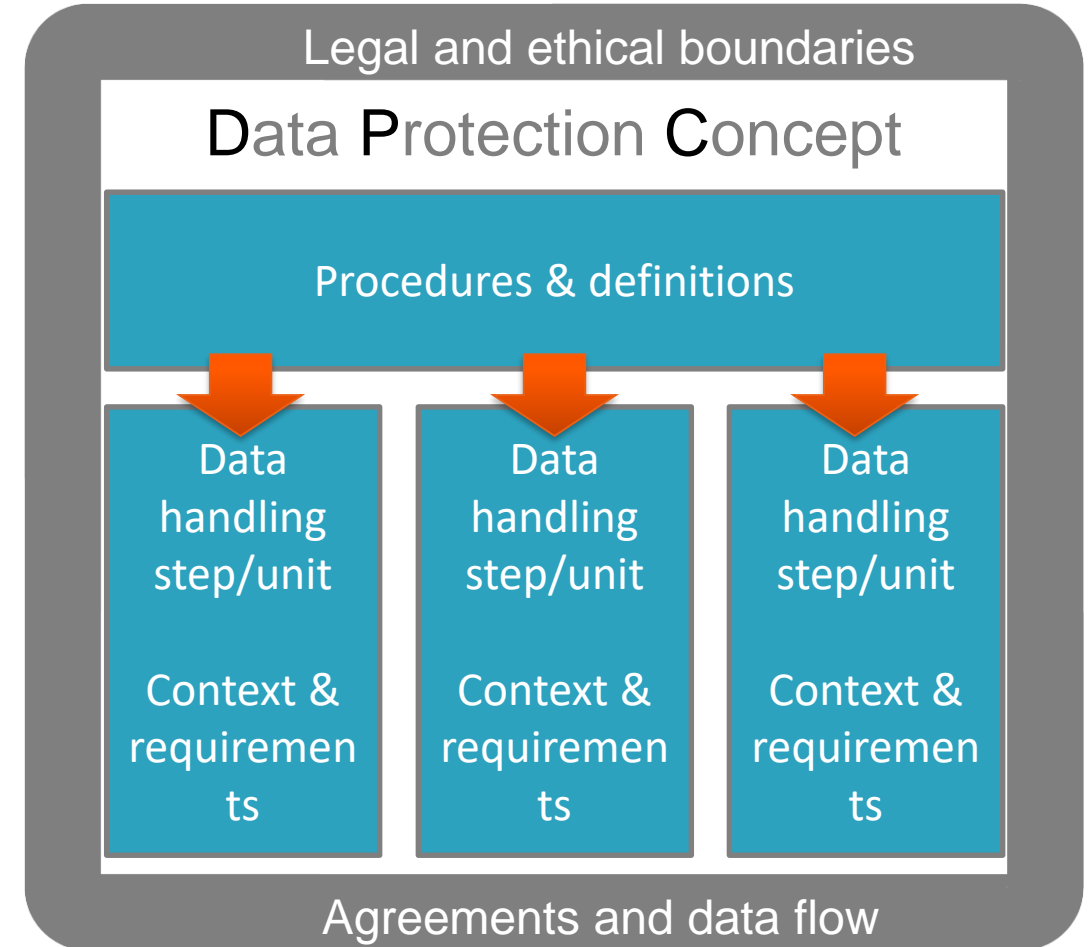 Legal and ethical boundaries
Data Protection Concept
Procedures & definitions
Data
handling
step/unit
Context &
requiremen
ts
Data
handling
step/unit
Context &
requiremen
ts
Data
handling
step/unit
Context &
requiremen
ts
Agreements and data flow